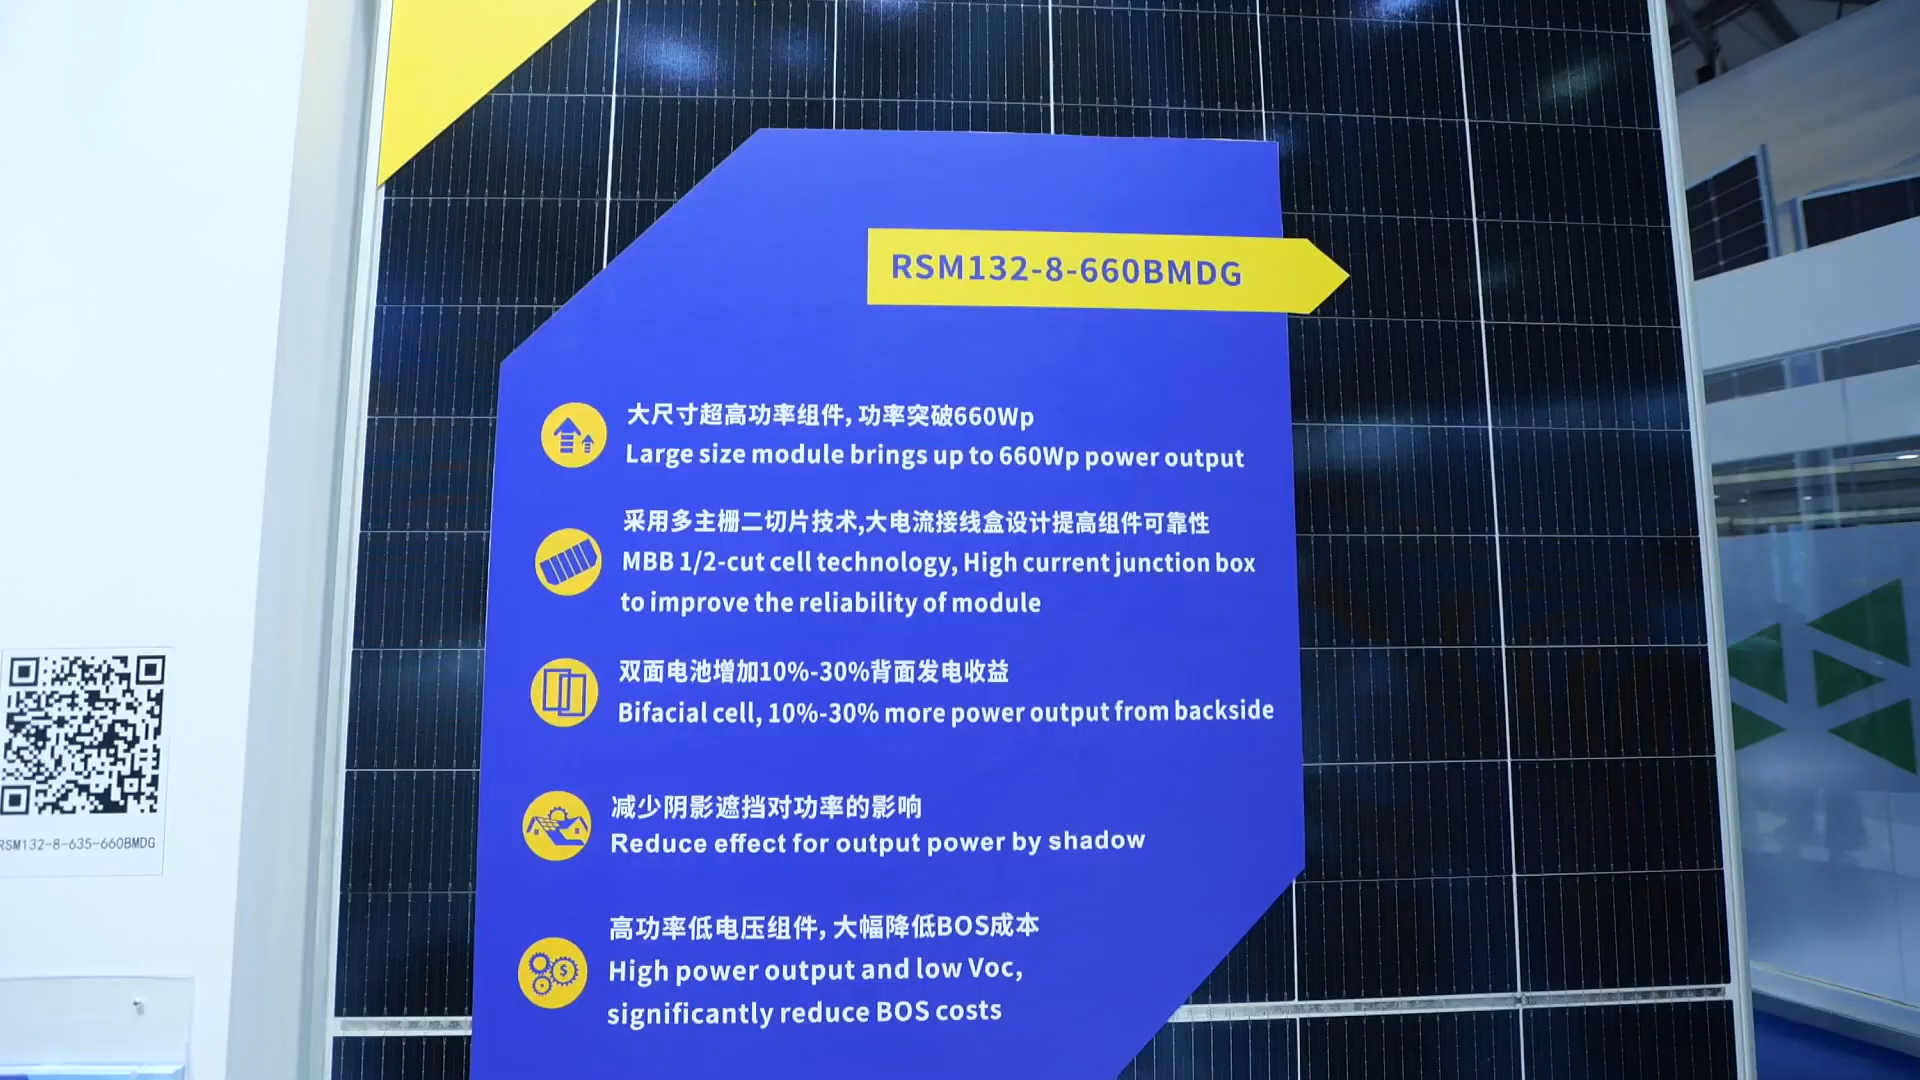 RSM132-8-660BMDG
大尺寸超高功率组件, 功率突破660Wp
Large size module brings up to 660Wp power output
采用多主栅二切片技术,大电流接线盒设计提高组件可靠性
MBB 1/2-cut cell technology, High current junction box
to improve the reliability of module
双面电池增加10%-30%背面发电收益
Bifacial cell, 10%-30% more power output from backside
减少阴影遮挡对功率的影响
Reduce effect for output power by shadow
高功率低电压组件, 大幅降低BOS成本
High power output and low Voc,
significantly reduce BOS costs
RSM132-8-635-660BMDG